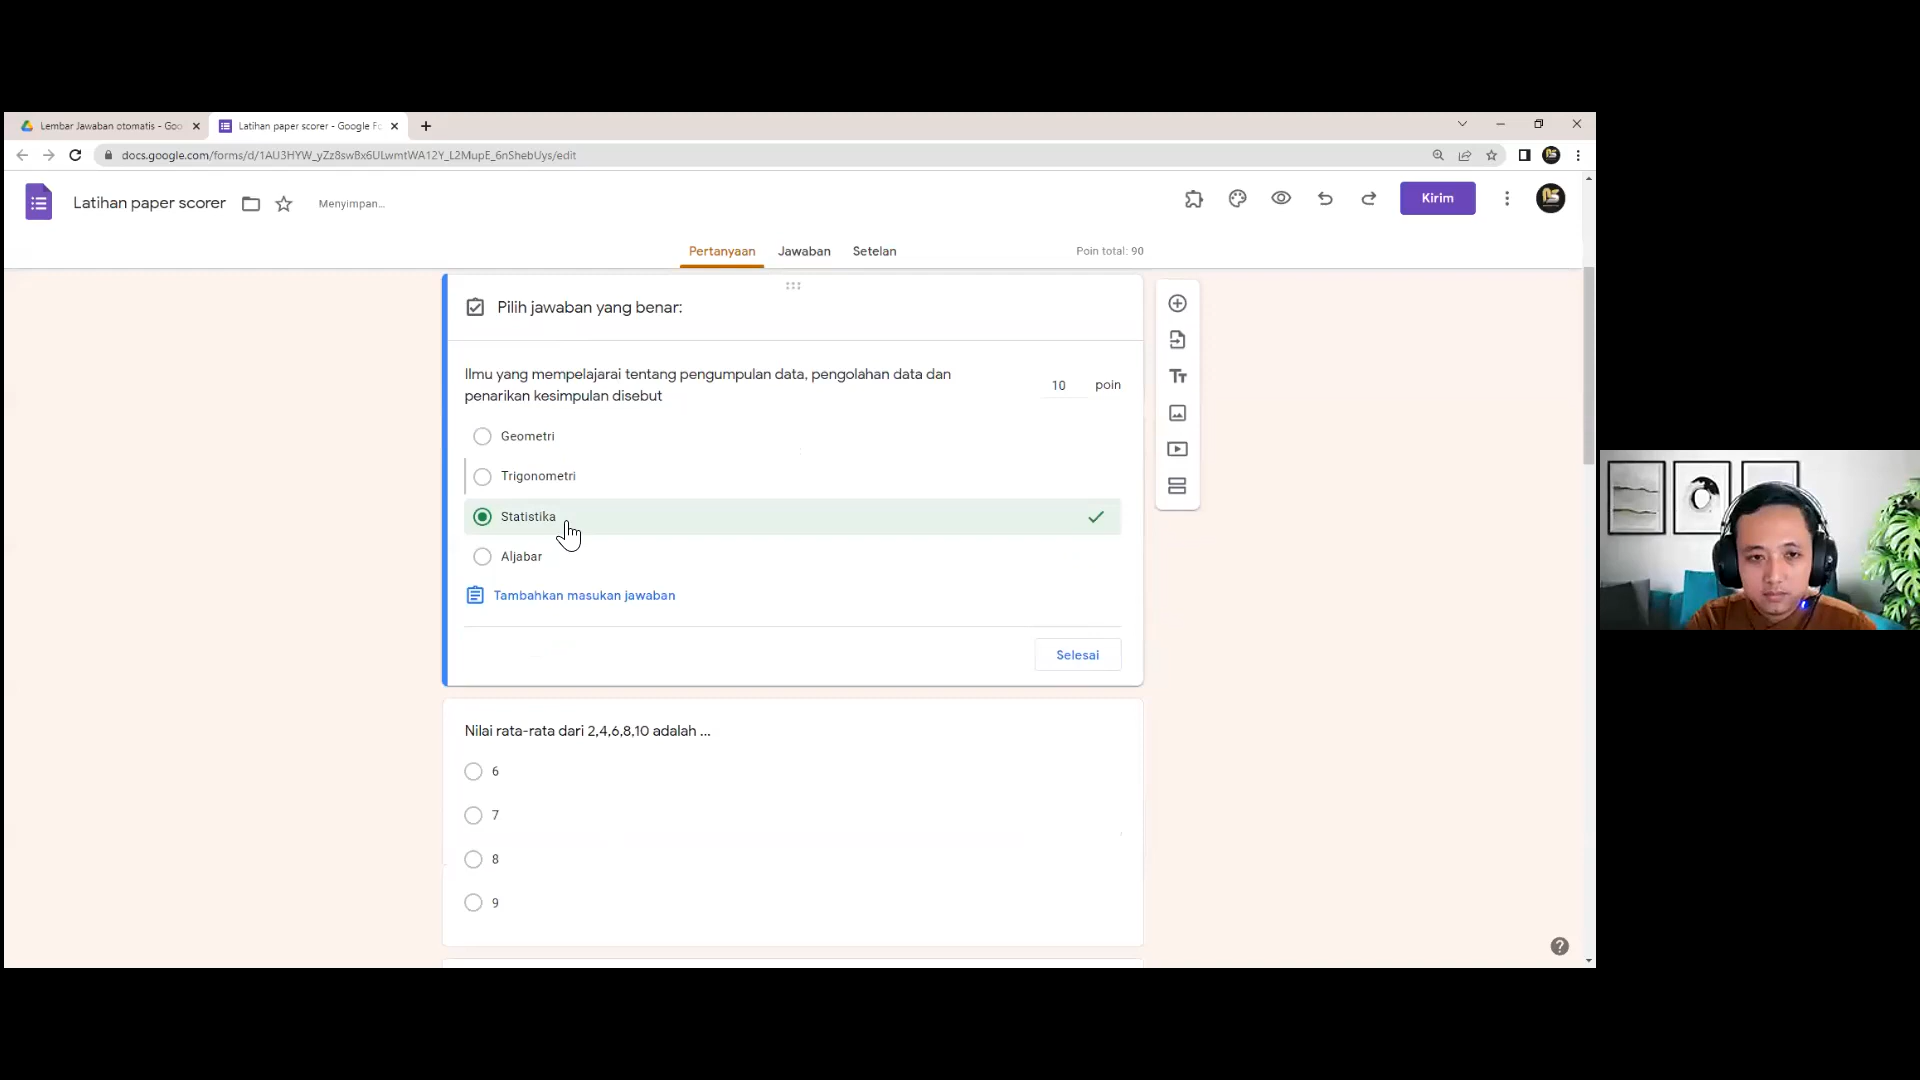 Lembar Jawaban otomatis - Goo
Latihan paper scorer - Google Fo
docs.google.com/forms/d/1AU3HYW_yZz8swBx6ULwmtWA12Y_L2MupE_6nShebUys/edit
Latihan paper scorer
Menyimpan...
Kirim
Pertanyaan
Jawaban
Setelan
Poin total: 90
Pilih jawaban yang benar:
Ilmu yang mempelajarai tentang pengumpulan data, pengolahan data dan
penarikan kesimpulan disebut
10 poin
Geometri
Trigonometri
Statistika
Aljabar
Tambahkan masukan jawaban
Selesai
Nilai rata-rata dari 2,4,6,8,10 adalah ...
6
7
8
9